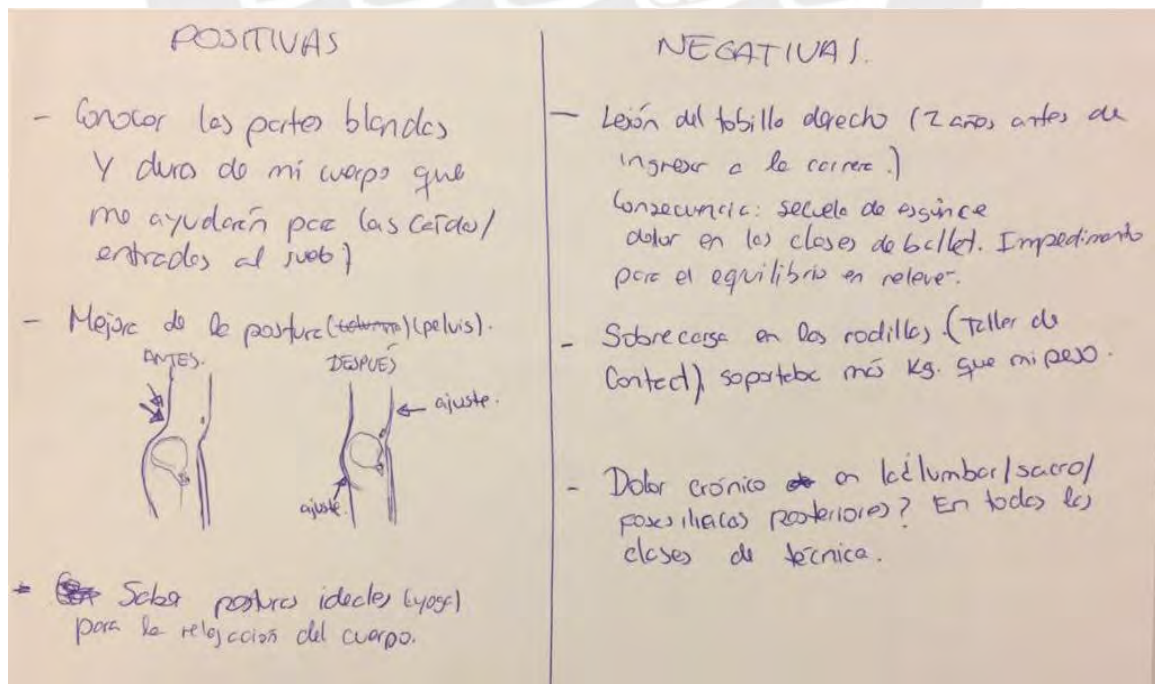 POSITIVAS
- Conocer las partes blandas
y duras de mi cuerpo que
me ayudarán para las caídas/
entradas al suelo)
- Mejora de la postura (pelvis).
ANTES.
DESPUÉS
ajuste.
ajuste.
- Saber posturas ideales (yoga)
para la relajación del cuerpo.
NEGATIVAS.
- Lesión del tobillo derecho (2 años antes de
ingresar a la carrera.)
Consecuencia: secuela de esguince
dolor en las clases de ballet. Impedimento
para el equilibrio en relevé.
- Sobrecarga en las rodillas. (Taller de
Contact) soportaba más kg. que mi peso.
- Dolor crónico en lumbar/sacro/
posteriores? En todas las
clases de técnica.